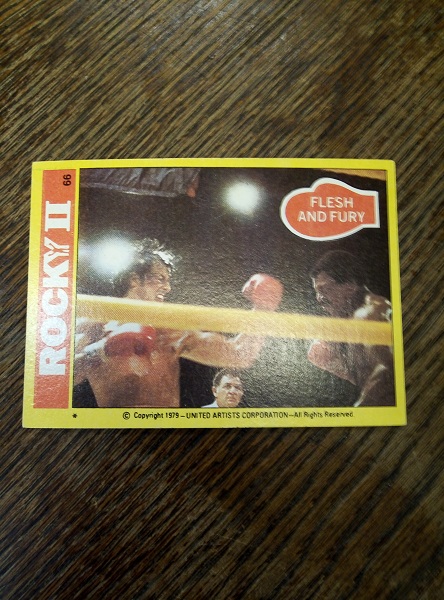 ROCKY II
66
FLESH
AND FURY
* © Copyright 1979 – UNITED ARTISTS CORPORATION – All Rights Reserved.